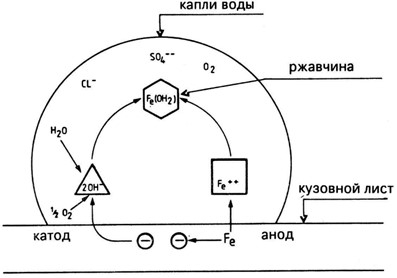 капли воды
SO₄⁻⁻
O₂
Cl⁻
ржавчина
Fe(OH₂)
H₂O
2OH⁻
Fe⁺⁺
½ O₂
кузовной лист
катод
− −
Fe
анод